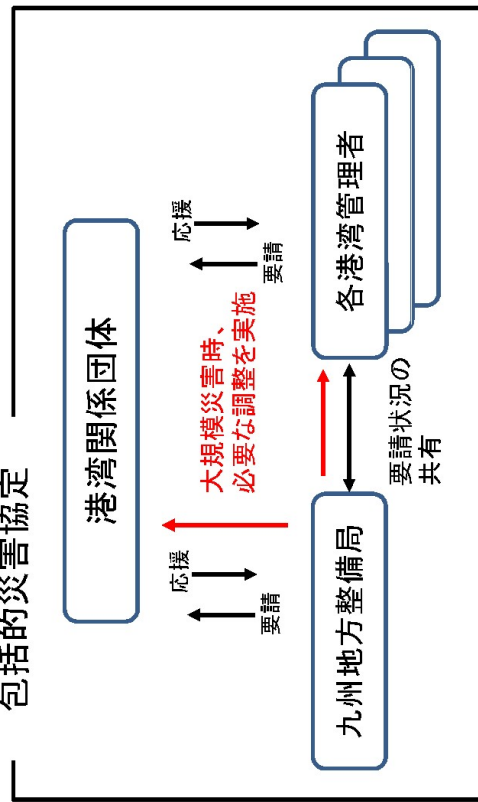 包括的災害協定
港湾関係団体
要請
応援
大規模災害時、
必要な調整を実施
要請
応援
九州地方整備局
要請状況の
共有
各港湾管理者